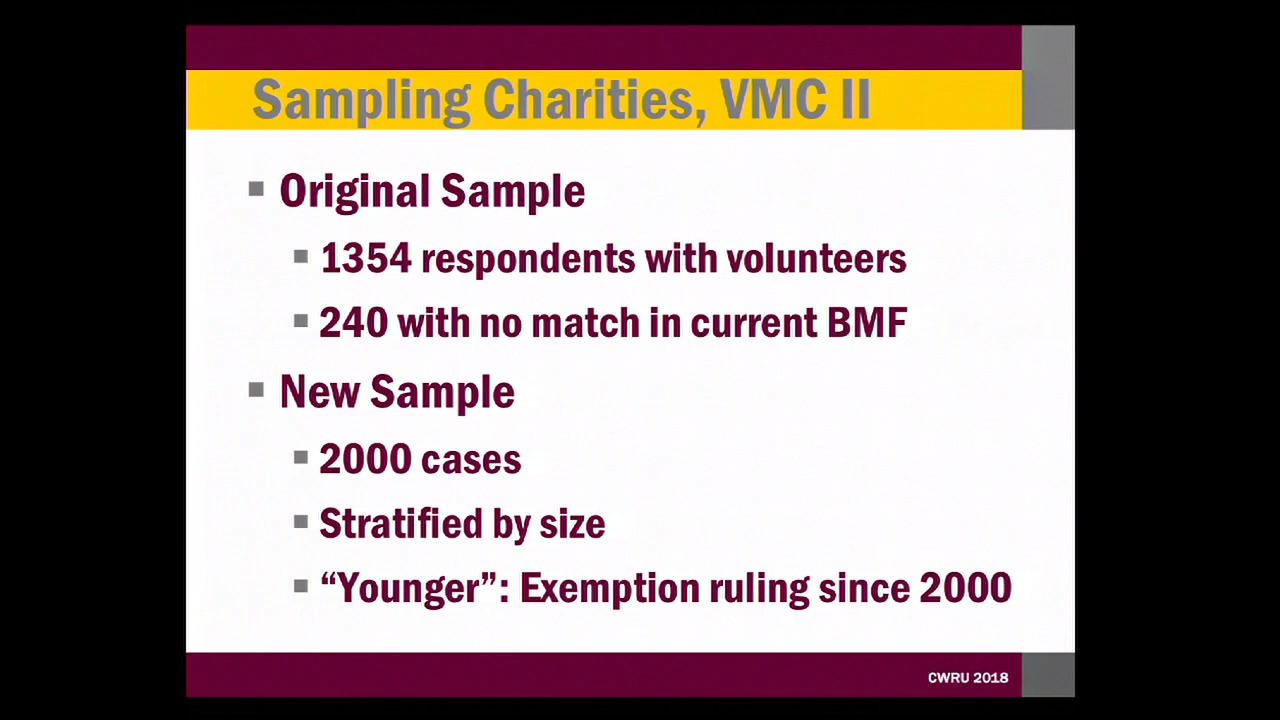 Sampling Charities, VMC II
Original Sample
1354 respondents with volunteers
240 with no match in current BMF
New Sample
2000 cases
Stratified by size
“Younger”: Exemption ruling since 2000
CWRU 2018